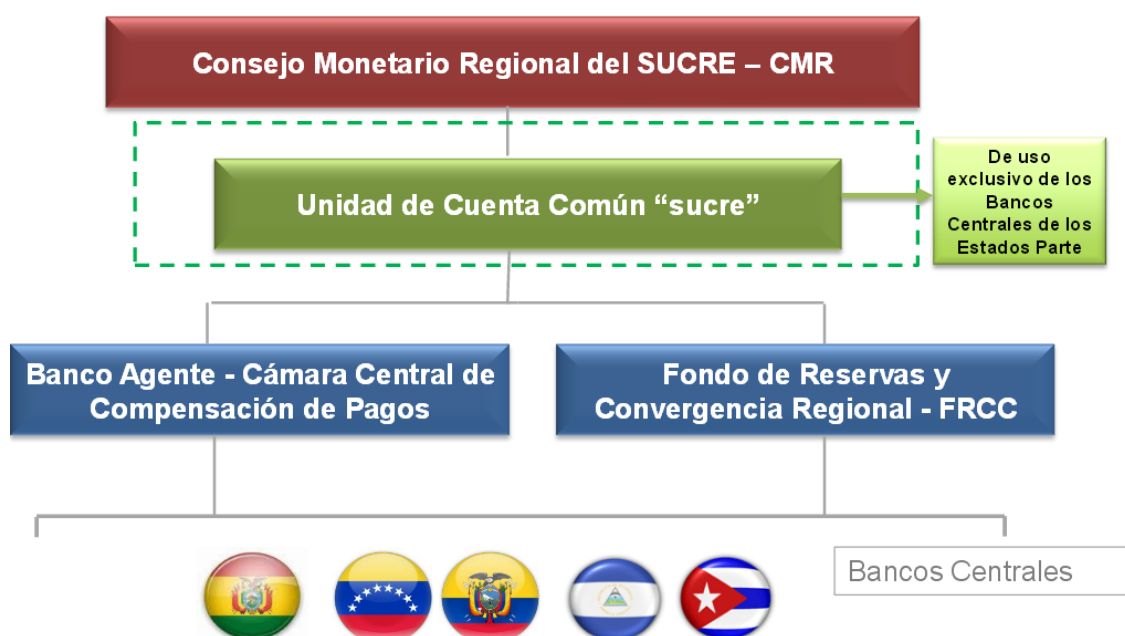 Consejo Monetario Regional del SUCRE – CMR
Unidad de Cuenta Común “sucre”
De uso
exclusivo de los
Bancos
Centrales de los
Estados Parte
Banco Agente - Cámara Central de
Compensación de Pagos
Fondo de Reservas y
Convergencia Regional - FRCC
Bancos Centrales